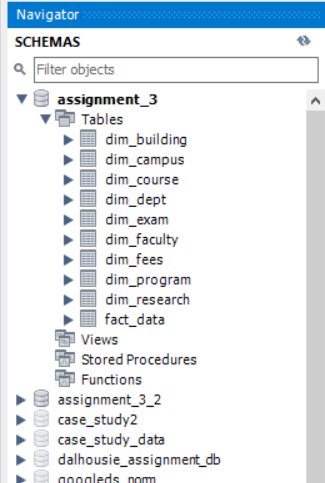 Navigator
SCHEMAS
Filter objects
assignment_3
Tables
dim_building
dim_campus
dim_course
dim_dept
dim_exam
dim_faculty
dim_fees
dim_program
dim_research
fact_data
Views
Stored Procedures
Functions
assignment_3_2
case_study2
case_study_data
dalhousie_assignment_db
googleds_norm